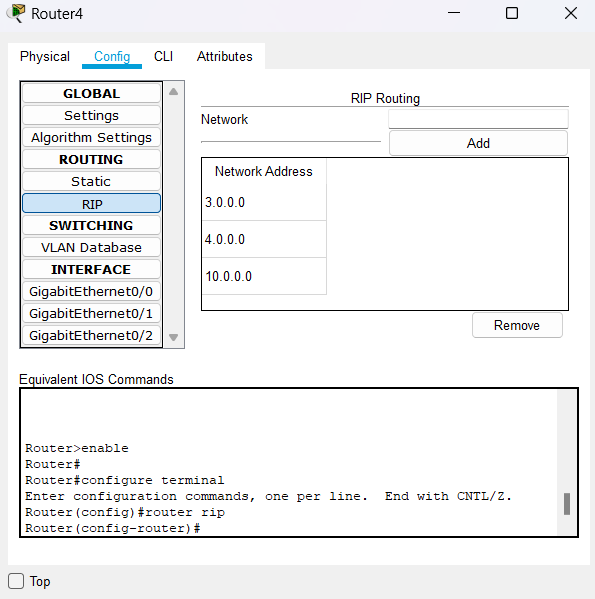 Router4
Physical Config CLI Attributes
GLOBAL
Settings
Algorithm Settings
ROUTING
Static
RIP
SWITCHING
VLAN Database
INTERFACE
GigabitEthernet0/0
GigabitEthernet0/1
GigabitEthernet0/2
RIP Routing
Network
Add
Network Address
3.0.0.0
4.0.0.0
10.0.0.0
Remove
Equivalent IOS Commands
Router>enable
Router#
Router#configure terminal
Enter configuration commands, one per line.  End with CNTL/Z.
Router(config)#router rip
Router(config-router)#
Top